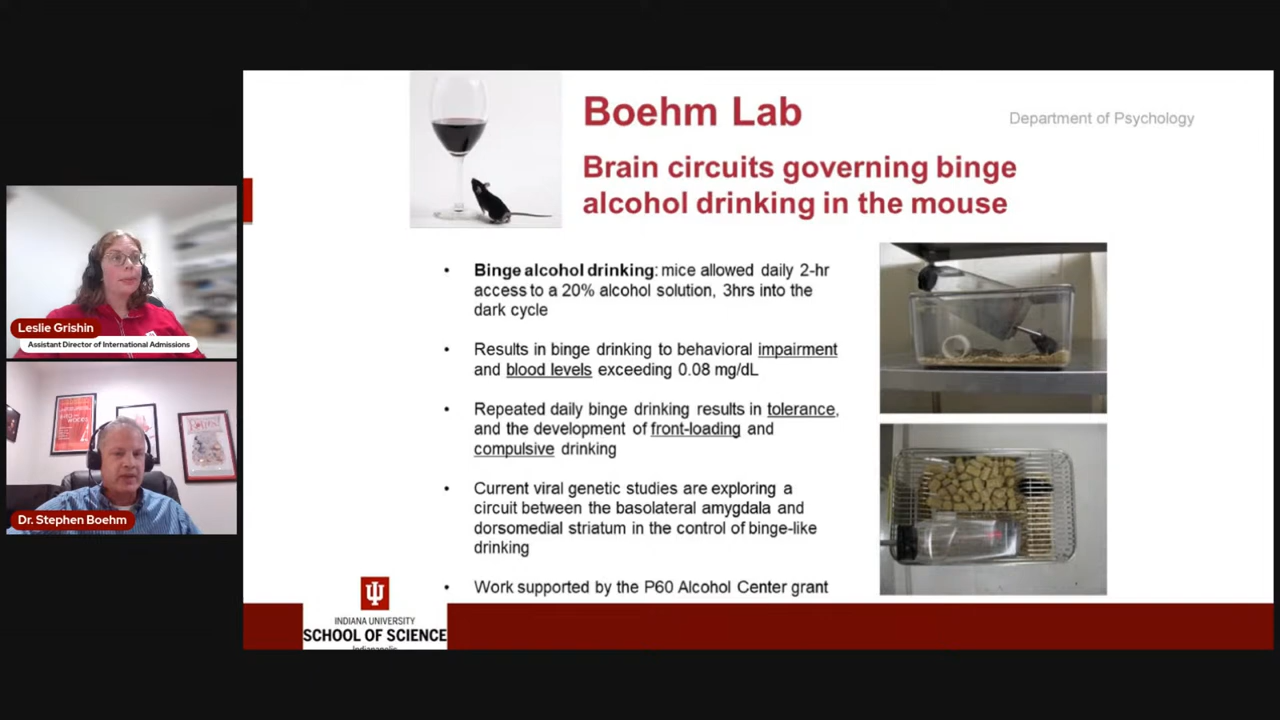 Boehm Lab
Department of Psychology
Brain circuits governing binge
alcohol drinking in the mouse
• Binge alcohol drinking: mice allowed daily 2-hr
access to a 20% alcohol solution, 3hrs into the
dark cycle
• Results in binge drinking to behavioral impairment
and blood levels exceeding 0.08 mg/dL
• Repeated daily binge drinking results in tolerance,
and the development of front-loading and
compulsive drinking
• Current viral genetic studies are exploring a
circuit between the basolateral amygdala and
dorsomedial striatum in the control of binge-like
drinking
• Work supported by the P60 Alcohol Center grant
INDIANA UNIVERSITY
SCHOOL OF SCIENCE
Indianapolis
Leslie Grishin
Assistant Director of International Admissions
Dr. Stephen Boehm